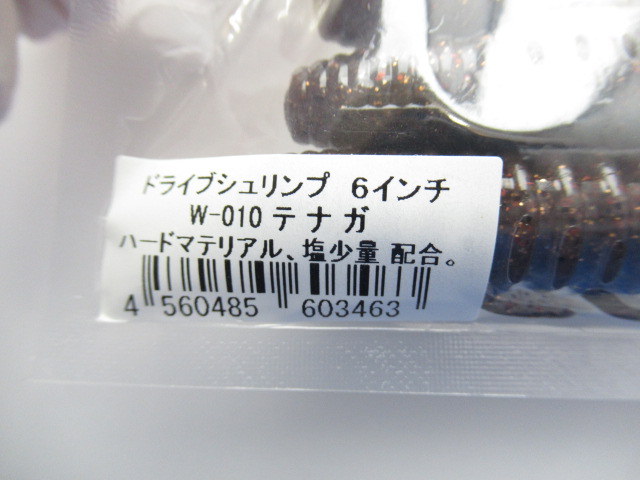 ドライブシュリンプ 6インチ
W-010 テナガ
ハードマテリアル、塩少量 配合。
4 560485 603463